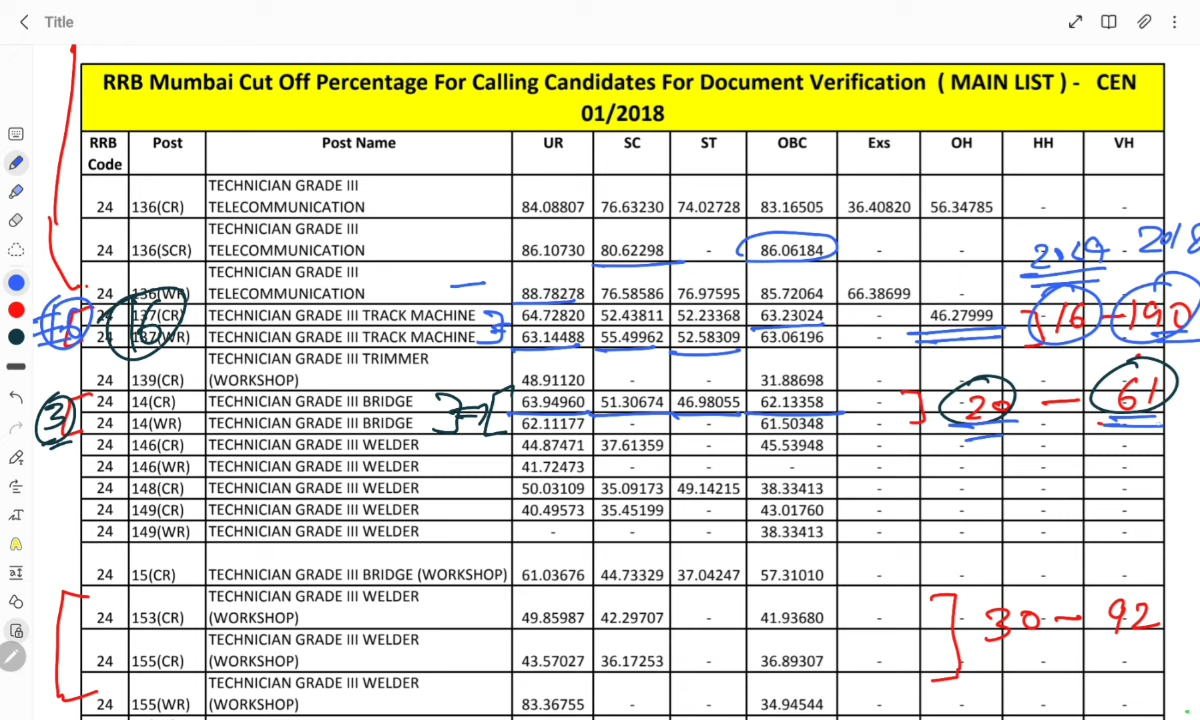 Title
RRB Mumbai Cut Off Percentage For Calling Candidates For Document Verification ( MAIN LIST ) - CEN
01/2018
RRB Code Post Post Name UR SC ST OBC Exs OH HH VH
24 136(CR) TECHNICIAN GRADE III TELECOMMUNICATION 84.08807 76.63230 74.02728 83.16505 36.40820 56.34785 - -
24 136(SCR) TECHNICIAN GRADE III TELECOMMUNICATION 86.10730 80.62298 - 86.06184 - - - -
2024 2018
24 136(WR) TECHNICIAN GRADE III TELECOMMUNICATION 88.78278 76.58586 76.97595 85.72064 66.38699 - - -
24 137(CR) TECHNICIAN GRADE III TRACK MACHINE 64.72820 52.43811 52.23368 63.23024 - 46.27999
16 16 - 190
24 137(WR) TECHNICIAN GRADE III TRACK MACHINE 63.14488 55.49962 52.58309 63.06196 - - - -
24 139(CR) TECHNICIAN GRADE III TRIMMER (WORKSHOP) 48.91120 - - 31.88698 - - - -
24 14(CR) TECHNICIAN GRADE III BRIDGE 63.94960 51.30674 46.98055 62.13358 - - - -
3 20 - 61
24 14(WR) TECHNICIAN GRADE III BRIDGE 62.11177 - - 61.50348 - - - -
24 146(CR) TECHNICIAN GRADE III WELDER 44.87471 37.61359 - 45.53948 - - - -
24 146(WR) TECHNICIAN GRADE III WELDER 41.72473 - - - - - - -
24 148(CR) TECHNICIAN GRADE III WELDER 50.03109 35.09173 49.14215 38.33413 - - - -
24 149(CR) TECHNICIAN GRADE III WELDER 40.49573 35.45199 - 43.01760 - - - -
24 149(WR) TECHNICIAN GRADE III WELDER - - - 38.33413 - - - -
24 15(CR) TECHNICIAN GRADE III BRIDGE (WORKSHOP) 61.03676 44.73329 37.04247 57.31010 - - - -
24 153(CR) TECHNICIAN GRADE III WELDER (WORKSHOP) 49.85987 42.29707 - 41.93680 - - - -
30 - 92
24 155(CR) TECHNICIAN GRADE III WELDER (WORKSHOP) 43.57027 36.17253 - 36.89307 - - - -
24 155(WR) TECHNICIAN GRADE III WELDER (WORKSHOP) 83.36755 - - 34.94544 - - - -